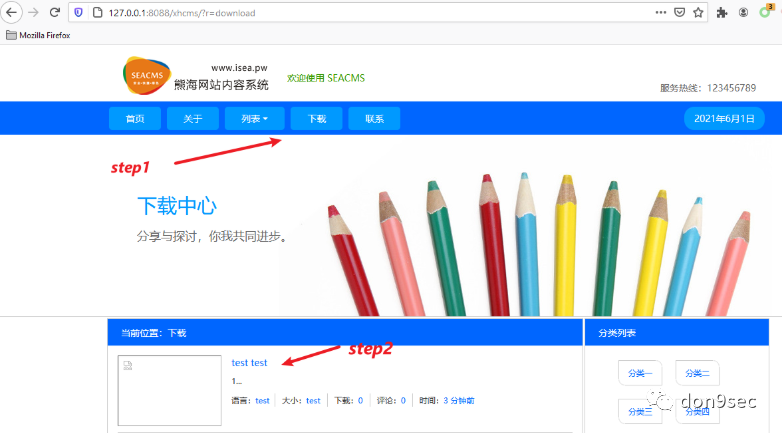 127.0.0.1:8088/xhcms/?r=download
3
Mozilla Firefox
SEACMS
www.isea.pw
熊海网站内容系统
欢迎使用 SEACMS
服务热线：123456789
首页 关于 列表 下载 联系 2021年6月1日
step1
下载中心
分享与探讨，你我共同进步。
当前位置：下载
分类列表
test test
step2
1...
语言：test 大小：test 下载：0 评论：0 时间：3 分钟前
分类一 分类二
分类三 分类四
don9sec